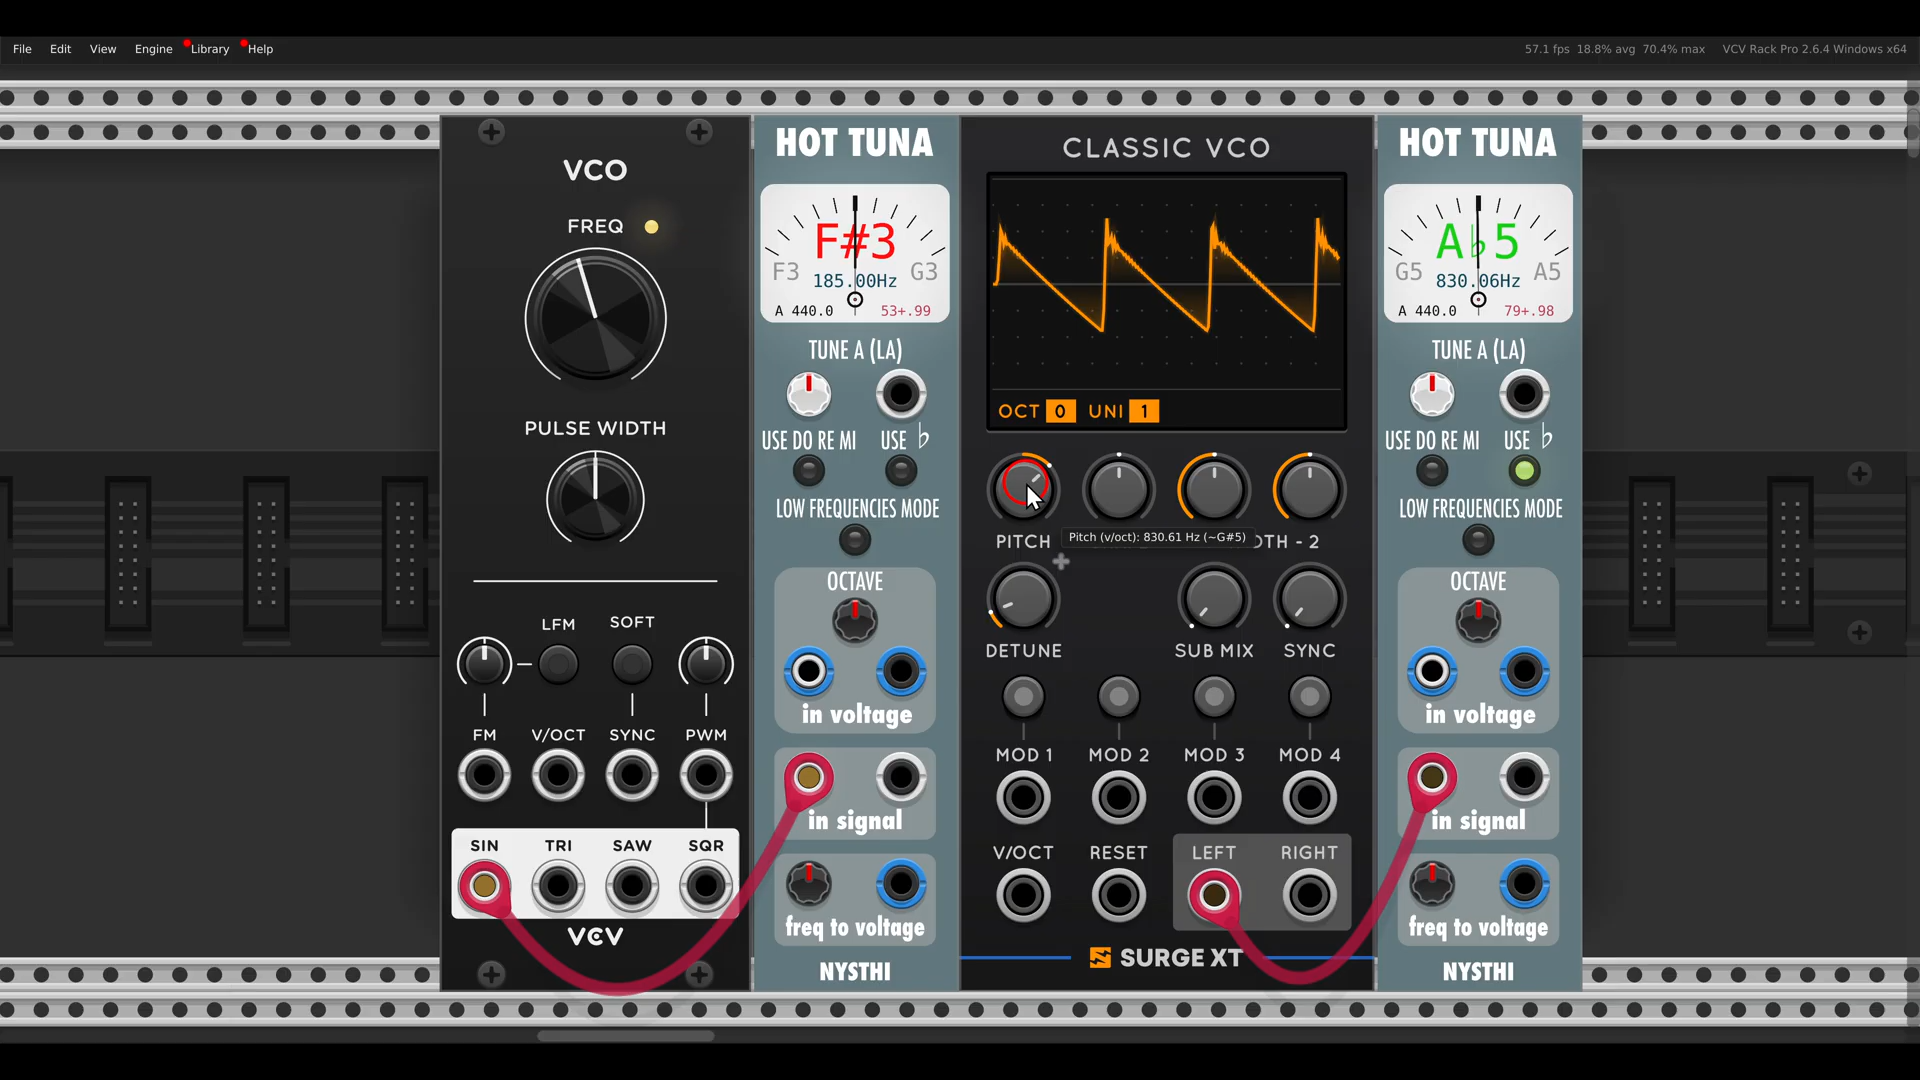 File Edit View Engine Library Help
57.1 fps 18.8% avg 70.4% max VCV Rack Pro 2.6.4 Windows x64
VCO
FREQ
PULSE WIDTH
LFM SOFT
FM V/OCT SYNC PWM
SIN TRI SAW SQR
VCV
HOT TUNA
F#3
F3 G3
185.00Hz
A 440.0 53+.99
TUNE A (LA)
USE DO RE MI USE ♭
LOW FREQUENCIES MODE
OCTAVE
in voltage
in signal
freq to voltage
NYSTHI
CLASSIC VCO
OCT 0 UNI 1
PITCH DTH - 2
Pitch (v/oct): 830.61 Hz (~G#5)
DETUNE SUB MIX SYNC
MOD 1 MOD 2 MOD 3 MOD 4
V/OCT RESET LEFT RIGHT
SURGE XT
HOT TUNA
A♭5
G5 A5
830.06Hz
A 440.0 79+.98
TUNE A (LA)
USE DO RE MI USE ♭
LOW FREQUENCIES MODE
OCTAVE
in voltage
in signal
freq to voltage
NYSTHI